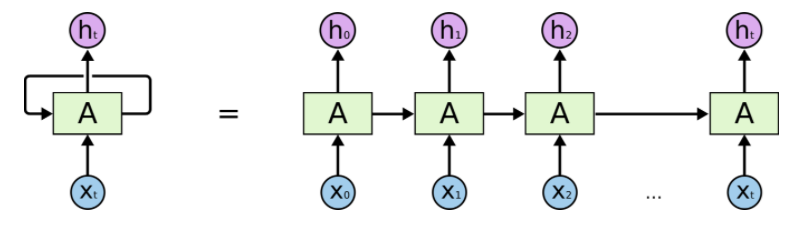 hₜ h₀ h₁ h₂ hₜ
A = A A A A
xₜ x₀ x₁ x₂ ... xₜ